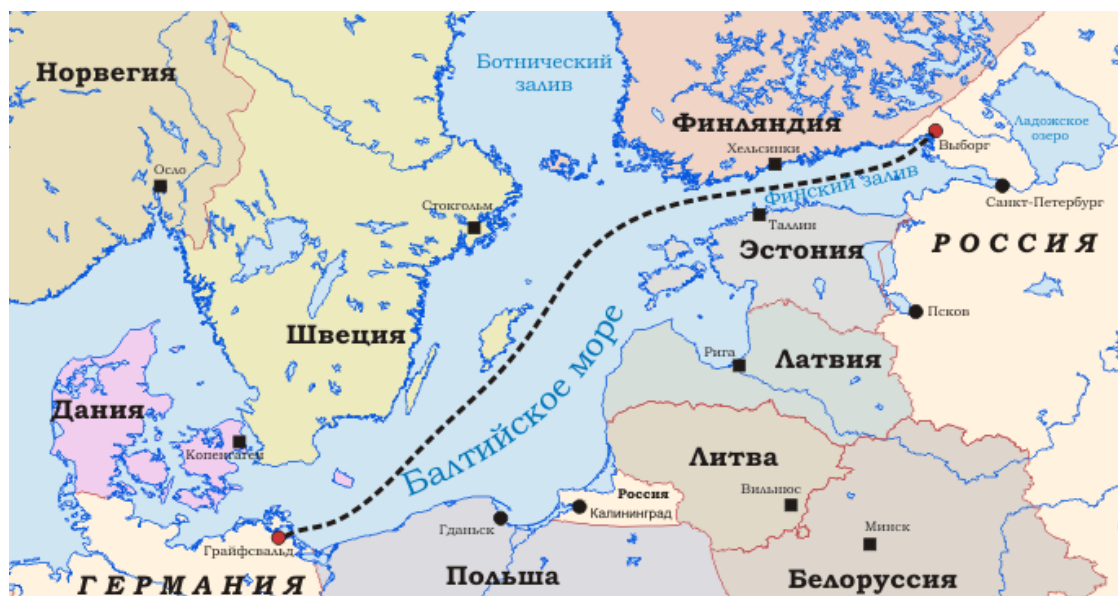 Норвегия
Ботнический
залив
Финляндия
Хельсинки
Ладожское
озеро
Выборг
Осло
Стокгольм
Финский залив
Санкт-Петербург
Таллин
Эстония
РОССИЯ
Псков
Швеция
Рига
Латвия
Балтийское море
Дания
Копенгаген
Литва
Вильнюс
Россия
Калининград
Гданьск
Минск
Грайфсвальд
ГЕРМАНИЯ
Польша
Белоруссия